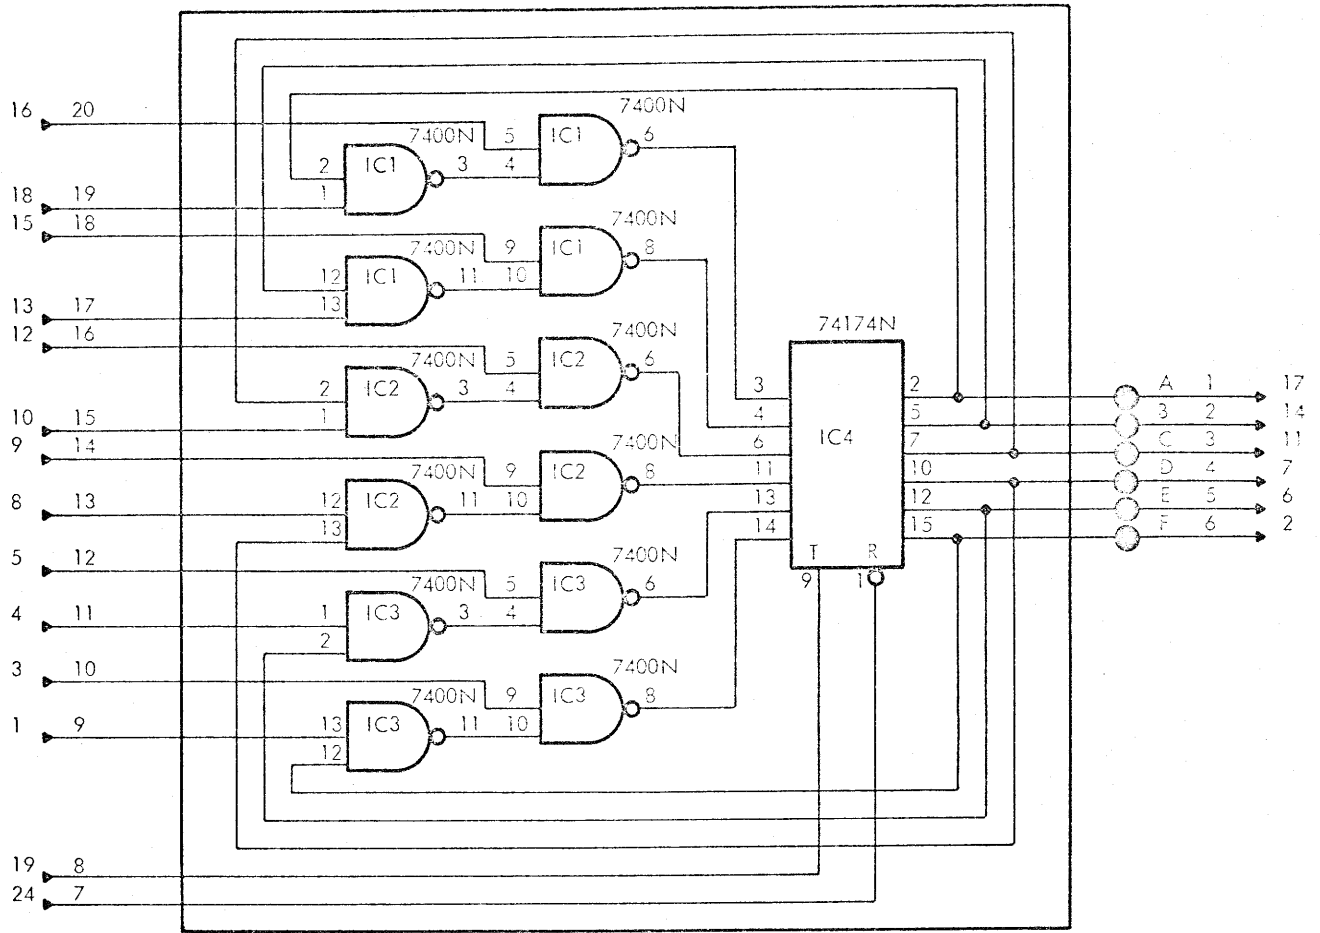 7400N
16 20
7400N 5 IC1 6
2 IC1 3 4
18 19 1
15 18
7400N
7400N 9 IC1 8
12 IC1 11 10
13 17 13
12 16
7400N
74174N
7400N 5 IC2 6
2 IC2 3 4
3 2 A 1 17
10 15 1
4 5 B 2 14
9 14
IC4
7400N
6 7 C 3 11
7400N 9 IC2 8
11 10 D 4 7
8 13 12 IC2 11 10
13 12 E 5 6
13
14 15 F 6 2
5 12
7400N
T R
7400N 5 IC3 6
9 1
4 11 1 IC3 3 4
2
3 10
7400N
7400N 9 IC3 8
1 9 13 IC3 11 10
12
19 8
24 7